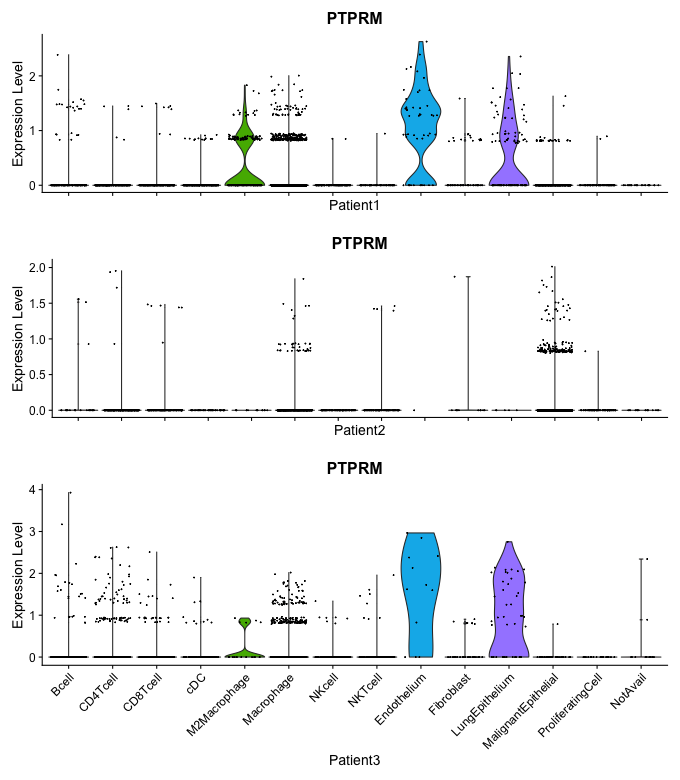 PTPRM
Expression Level
2
1
0
Patient1
PTPRM
Expression Level
2.0
1.5
1.0
0.5
0.0
Patient2
PTPRM
Expression Level
4
3
2
1
0
Bcell
CD4Tcell
CD8Tcell
cDC
M2Macrophage
Macrophage
NKcell
NKTcell
Endothelium
Fibroblast
LungEpithelium
MalignantEpithelial
ProliferatingCell
NotAvail
Patient3